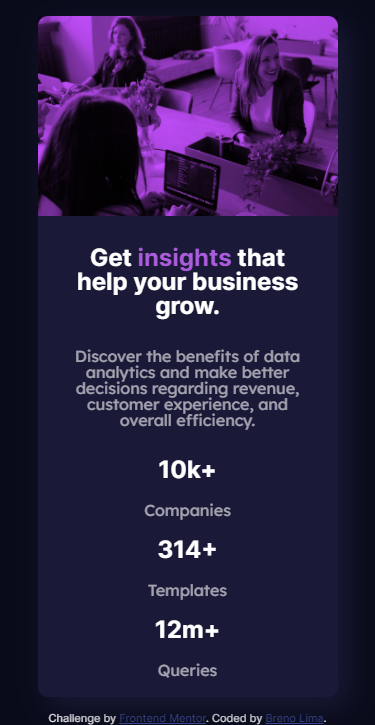 Get insights that
help your business
grow.
Discover the benefits of data
analytics and make better
decisions regarding revenue,
customer experience, and
overall efficiency.
10k+
Companies
314+
Templates
12m+
Queries
Challenge by Frontend Mentor. Coded by Breno Lima.